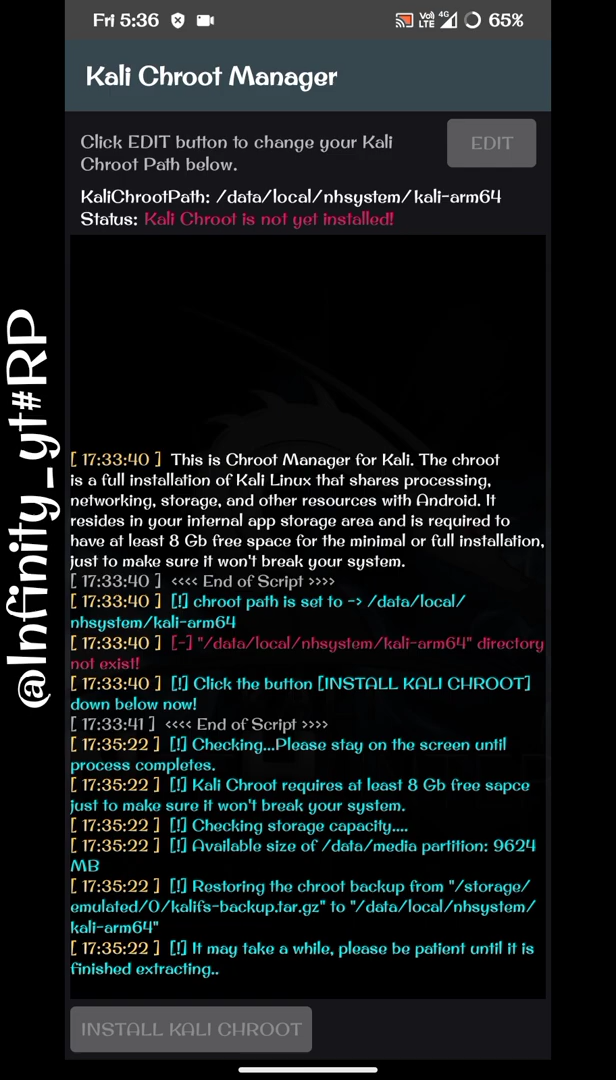 Fri 5:36
Vo) 4G
LTE
65%
Kali Chroot Manager
Click EDIT button to change your Kali
Chroot Path below.
EDIT
KaliChrootPath: /data/local/nhsystem/kali-arm64
Status: Kali Chroot is not yet installed!
[ 17:33:40 ] This is Chroot Manager for Kali. The chroot
is a full installation of Kali Linux that shares processing,
networking, storage, and other resources with Android. It
resides in your internal app storage area and is required to
have at least 8 Gb free space for the minimal or full installation,
just to make sure it won't break your system.
[ 17:33:40 ] <<<< End of Script >>>>
[ 17:33:40 ] [!] chroot path is set to -> /data/local/
nhsystem/kali-arm64
[ 17:33:40 ] [-] "/data/local/nhsystem/kali-arm64" directory
not exist!
[ 17:33:40 ] [!] Click the button [INSTALL KALI CHROOT]
down below now!
[ 17:33:41 ] <<<< End of Script >>>>
[ 17:35:22 ] [!] Checking...Please stay on the screen until
process completes.
[ 17:35:22 ] [!] Kali Chroot requires at least 8 Gb free sapce
just to make sure it won't break your system.
[ 17:35:22 ] [!] Checking storage capacity....
[ 17:35:22 ] [!] Available size of /data/media partition: 9624
MB
[ 17:35:22 ] [!] Restoring the chroot backup from "/storage/
emulated/0/kalifs-backup.tar.gz" to "/data/local/nhsystem/
kali-arm64"
[ 17:35:22 ] [!] It may take a while, please be patient until it is
finished extracting..
INSTALL KALI CHROOT
@Infinity_yt#RP